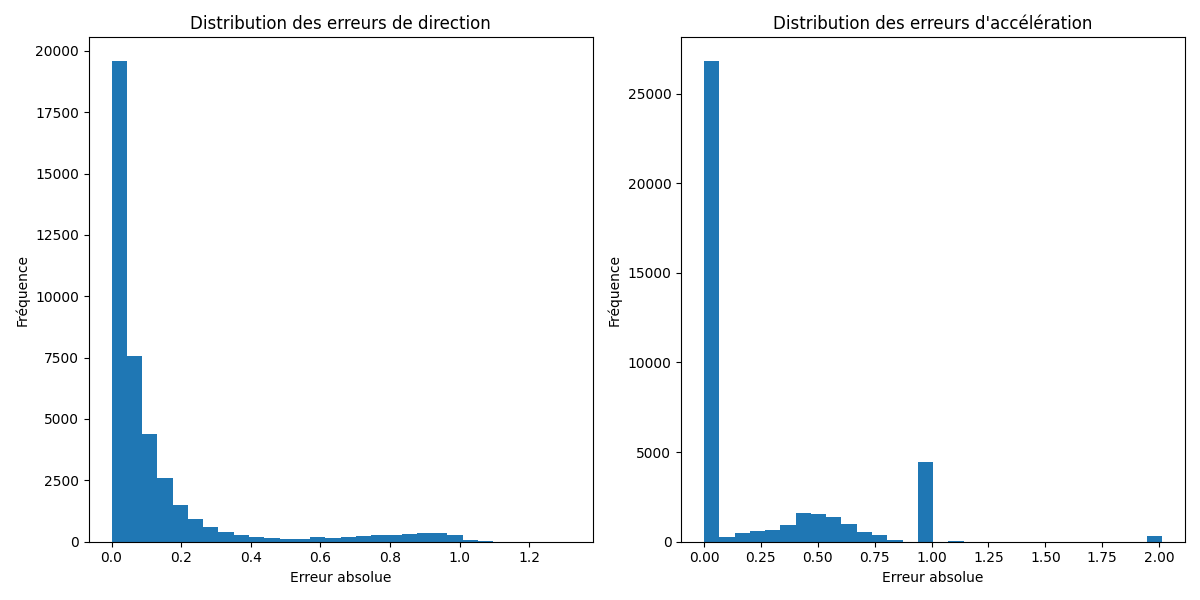 Distribution des erreurs de direction
20000
17500
15000
12500
10000
7500
5000
2500
0
Fréquence
0.0 0.2 0.4 0.6 0.8 1.0 1.2
Erreur absolue
Distribution des erreurs d'accélération
25000
20000
15000
10000
5000
0
Fréquence
0.00 0.25 0.50 0.75 1.00 1.25 1.50 1.75 2.00
Erreur absolue